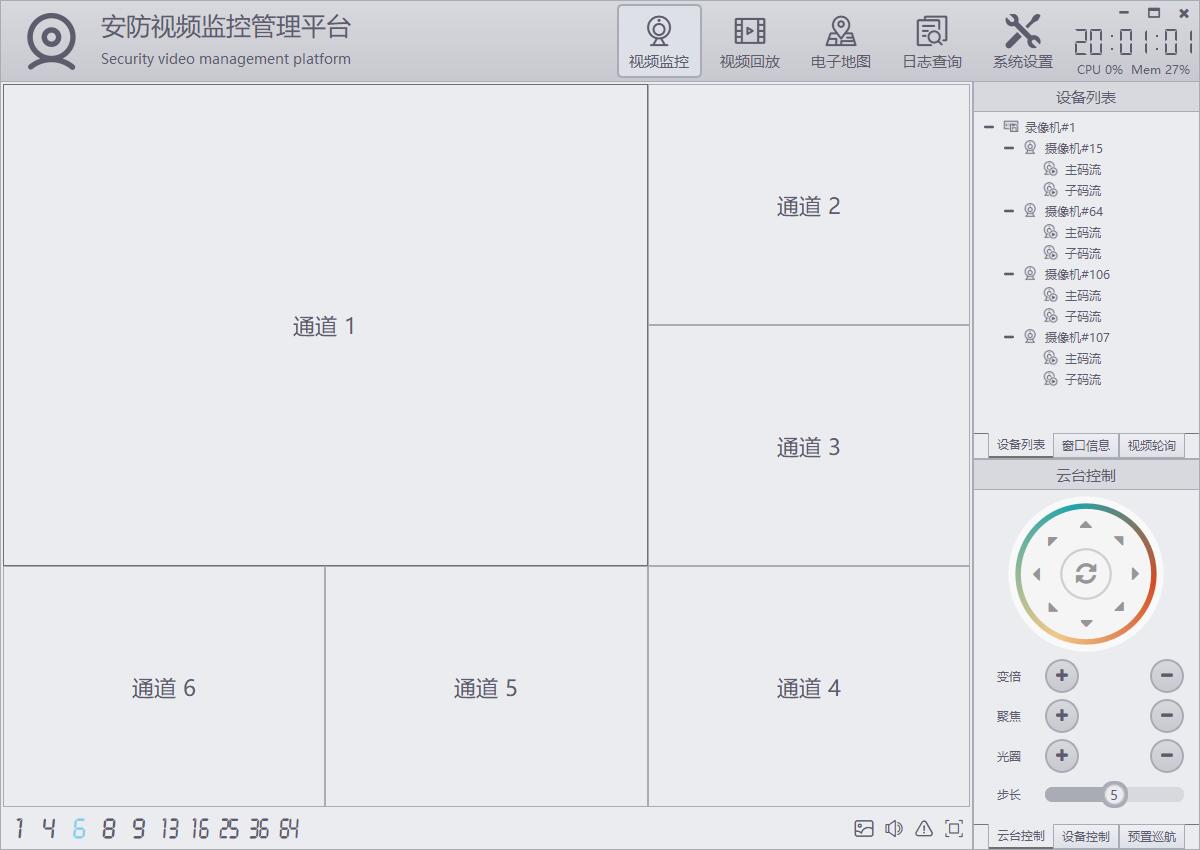 安防视频监控管理平台
Security video management platform
视频监控
视频回放
电子地图
日志查询
系统设置
20:01:01
CPU 0% Mem 27%
通道 1
通道 2
通道 3
通道 6
通道 5
通道 4
1 4 6 8 9 13 16 25 36 64
设备列表
录像机#1
摄像机#15
主码流
子码流
摄像机#64
主码流
子码流
摄像机#106
主码流
子码流
摄像机#107
主码流
子码流
设备列表 窗口信息 视频轮询
云台控制
变倍
聚焦
光圈
步长 5
云台控制 设备控制 预置巡航